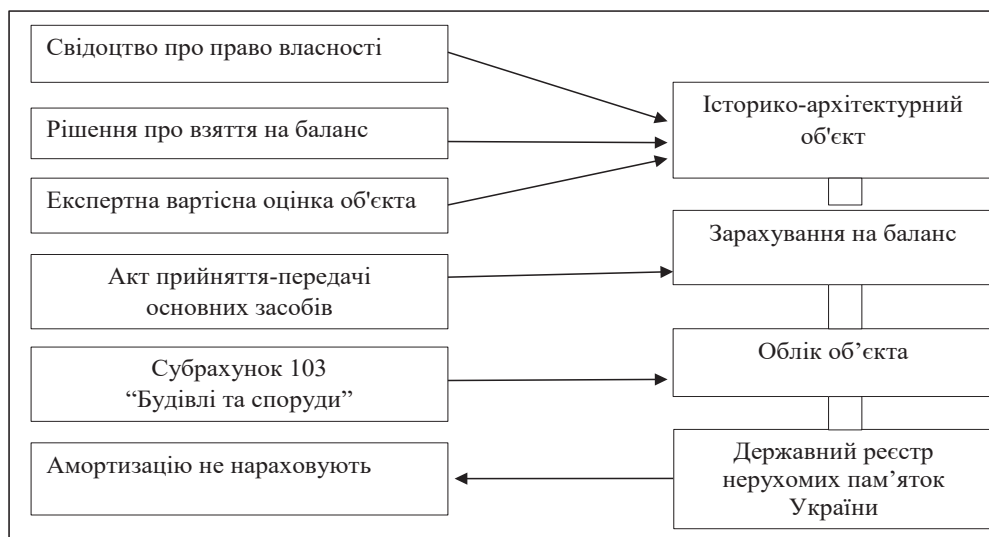 Свідоцтво про право власності
Рішення про взяття на баланс
Експертна вартісна оцінка об'єкта
Акт прийняття-передачі
основних засобів
Субрахунок 103
“Будівлі та споруди”
Амортизацію не нараховують
Історико-архітектурний
об'єкт
Зарахування на баланс
Облік об’єкта
Державний реєстр
нерухомих пам’яток
України